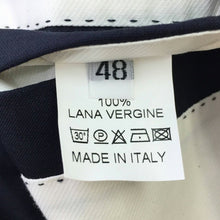 48
100%
LANA VERGINE
30° P
MADE IN ITALY